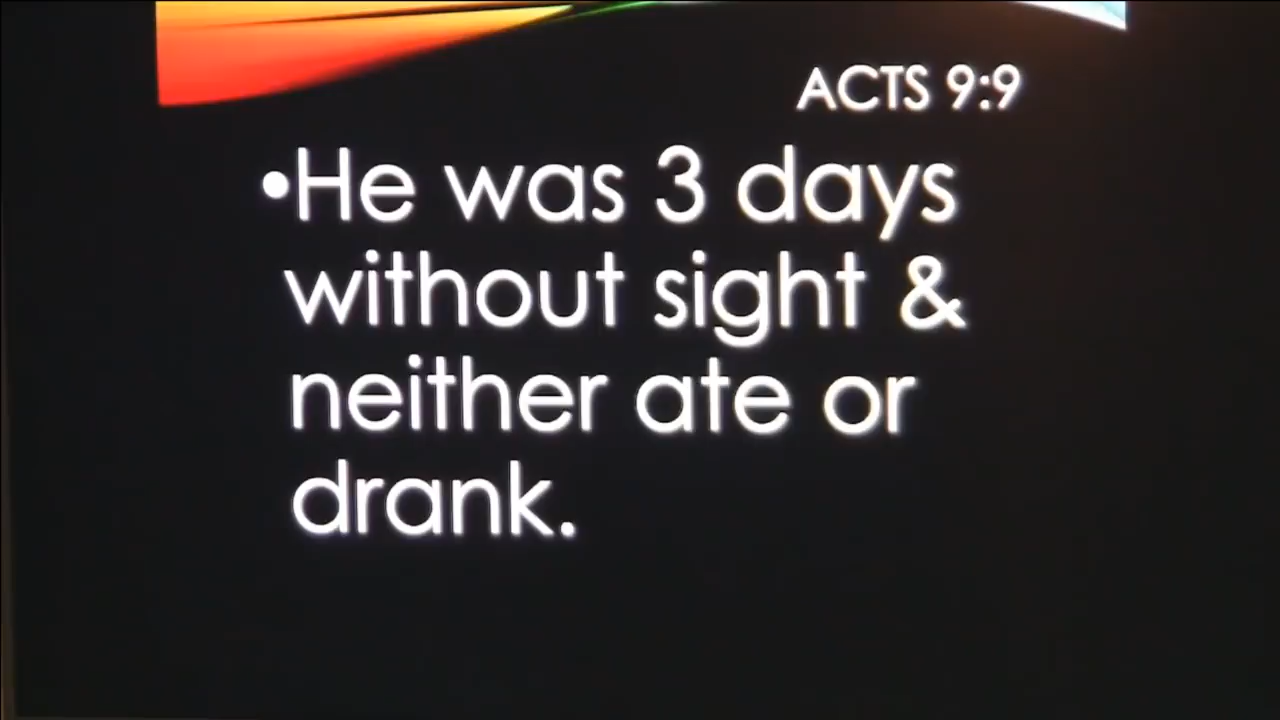 ACTS 9:9
•He was 3 days
without sight &
neither ate or
drank.